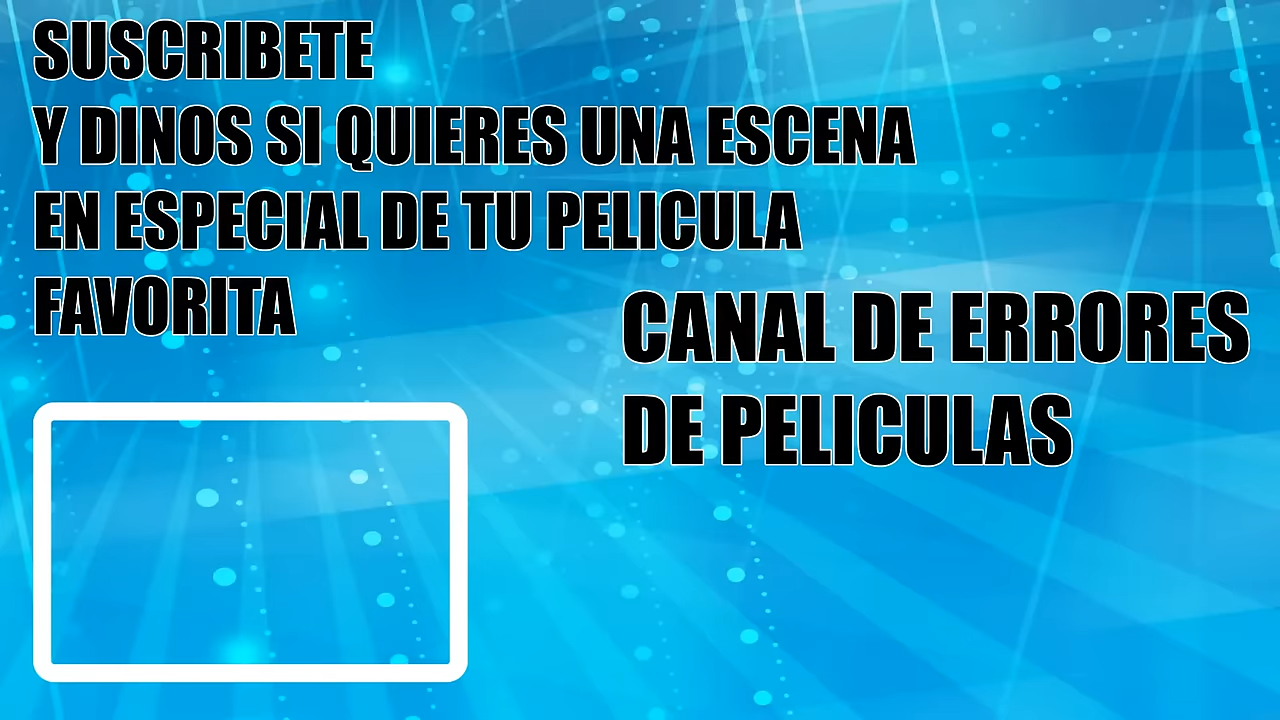 SUSCRIBETE
Y DINOS SI QUIERES UNA ESCENA
EN ESPECIAL DE TU PELICULA
FAVORITA
CANAL DE ERRORES
DE PELICULAS